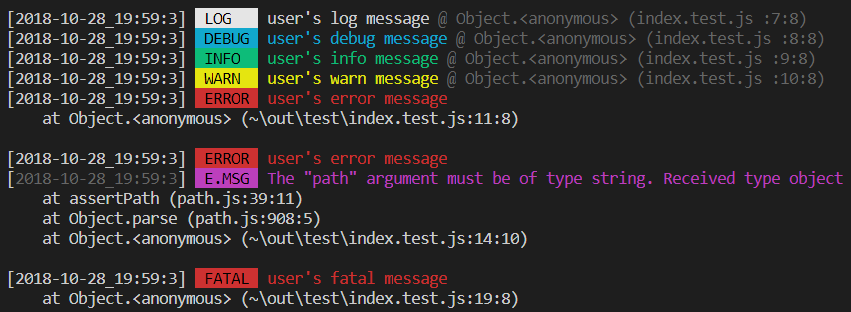 [2018-10-28_19:59:3] LOG user's log message @ Object.<anonymous> (index.test.js :7:8)
[2018-10-28_19:59:3] DEBUG user's debug message @ Object.<anonymous> (index.test.js :8:8)
[2018-10-28_19:59:3] INFO user's info message @ Object.<anonymous> (index.test.js :9:8)
[2018-10-28_19:59:3] WARN user's warn message @ Object.<anonymous> (index.test.js :10:8)
[2018-10-28_19:59:3] ERROR user's error message
at Object.<anonymous> (~\out\test\index.test.js:11:8)
[2018-10-28_19:59:3] ERROR user's error message
[2018-10-28_19:59:3] E.MSG The "path" argument must be of type string. Received type object
at assertPath (path.js:39:11)
at Object.parse (path.js:908:5)
at Object.<anonymous> (~\out\test\index.test.js:14:10)
[2018-10-28_19:59:3] FATAL user's fatal message
at Object.<anonymous> (~\out\test\index.test.js:19:8)